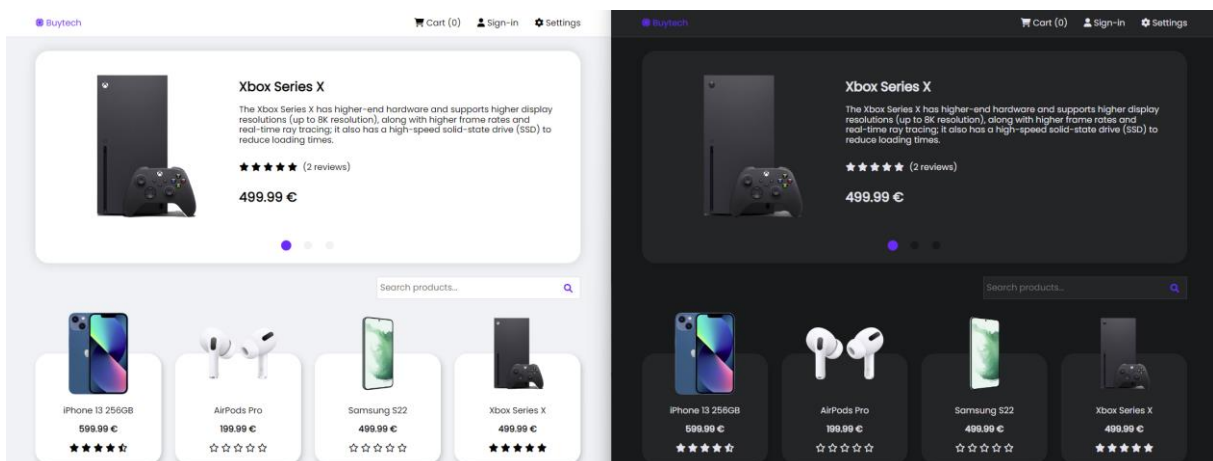 Buytech
Cart (0) Sign-in Settings
Xbox Series X
The Xbox Series X has higher-end hardware and supports higher display
resolutions (up to 8K resolution), along with higher frame rates and
real-time ray tracing; it also has a high-speed solid-state drive (SSD) to
reduce loading times.
(2 reviews)
499.99 €
Search products...
iPhone 13 256GB
599.99 €
AirPods Pro
199.99 €
Samsung S22
499.99 €
Xbox Series X
499.99 €
Buytech
Cart (0) Sign-in Settings
Xbox Series X
The Xbox Series X has higher-end hardware and supports higher display
resolutions (up to 8K resolution), along with higher frame rates and
real-time ray tracing; it also has a high-speed solid-state drive (SSD) to
reduce loading times.
(2 reviews)
499.99 €
Search products...
iPhone 13 256GB
599.99 €
AirPods Pro
199.99 €
Samsung S22
499.99 €
Xbox Series X
499.99 €